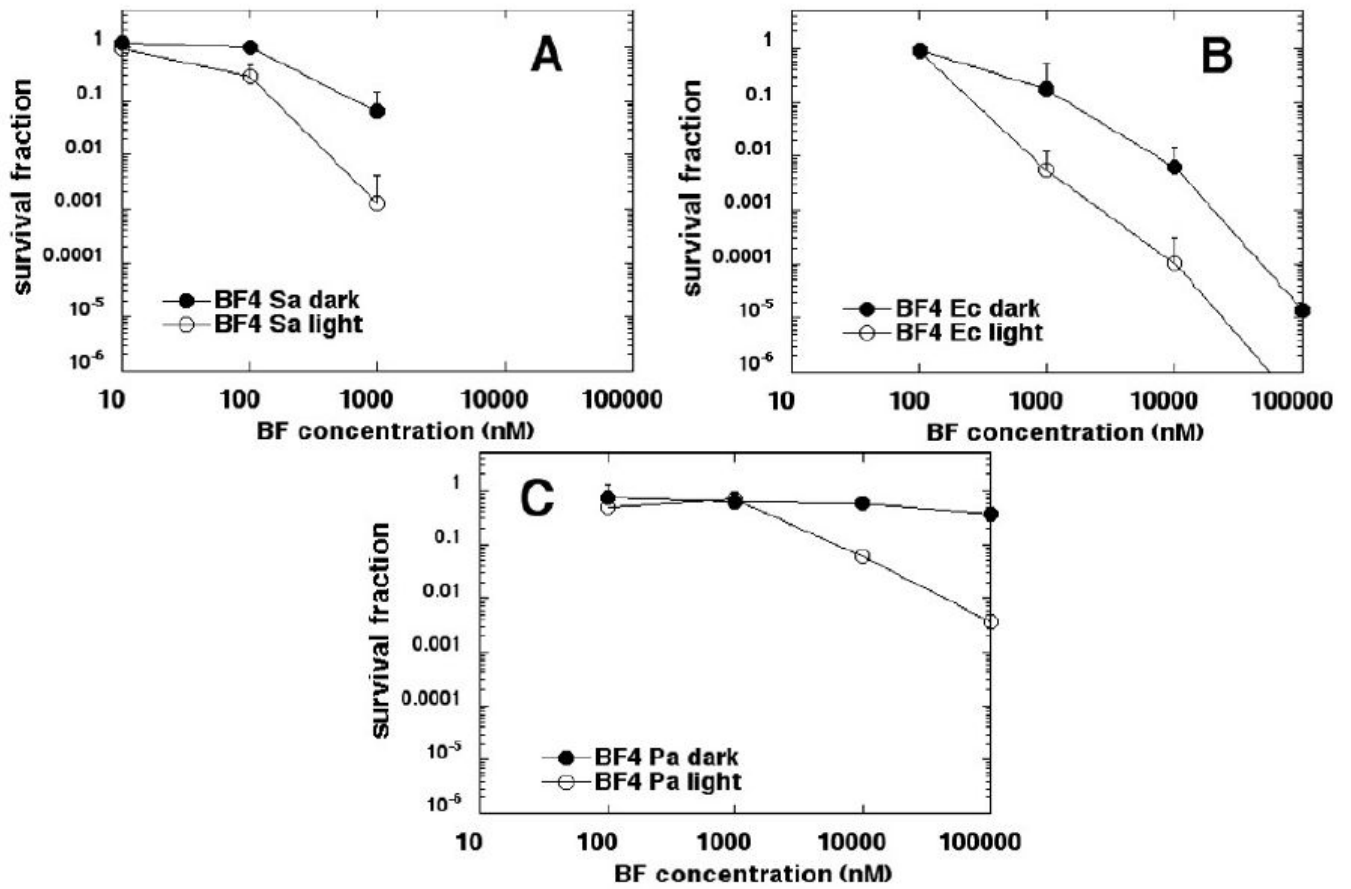 A
survival fraction
1
0.1
0.01
0.001
0.0001
10-5
10-6
BF4 Sa dark
BF4 Sa light
10 100 1000 10000 100000
BF concentration (nM)
B
survival fraction
1
0.1
0.01
0.001
0.0001
10-5
10-6
BF4 Ec dark
BF4 Ec light
10 100 1000 10000 100000
BF concentration (nM)
C
survival fraction
1
0.1
0.01
0.001
0.0001
10-5
10-6
BF4 Pa dark
BF4 Pa light
10 100 1000 10000 100000
BF concentration (nM)